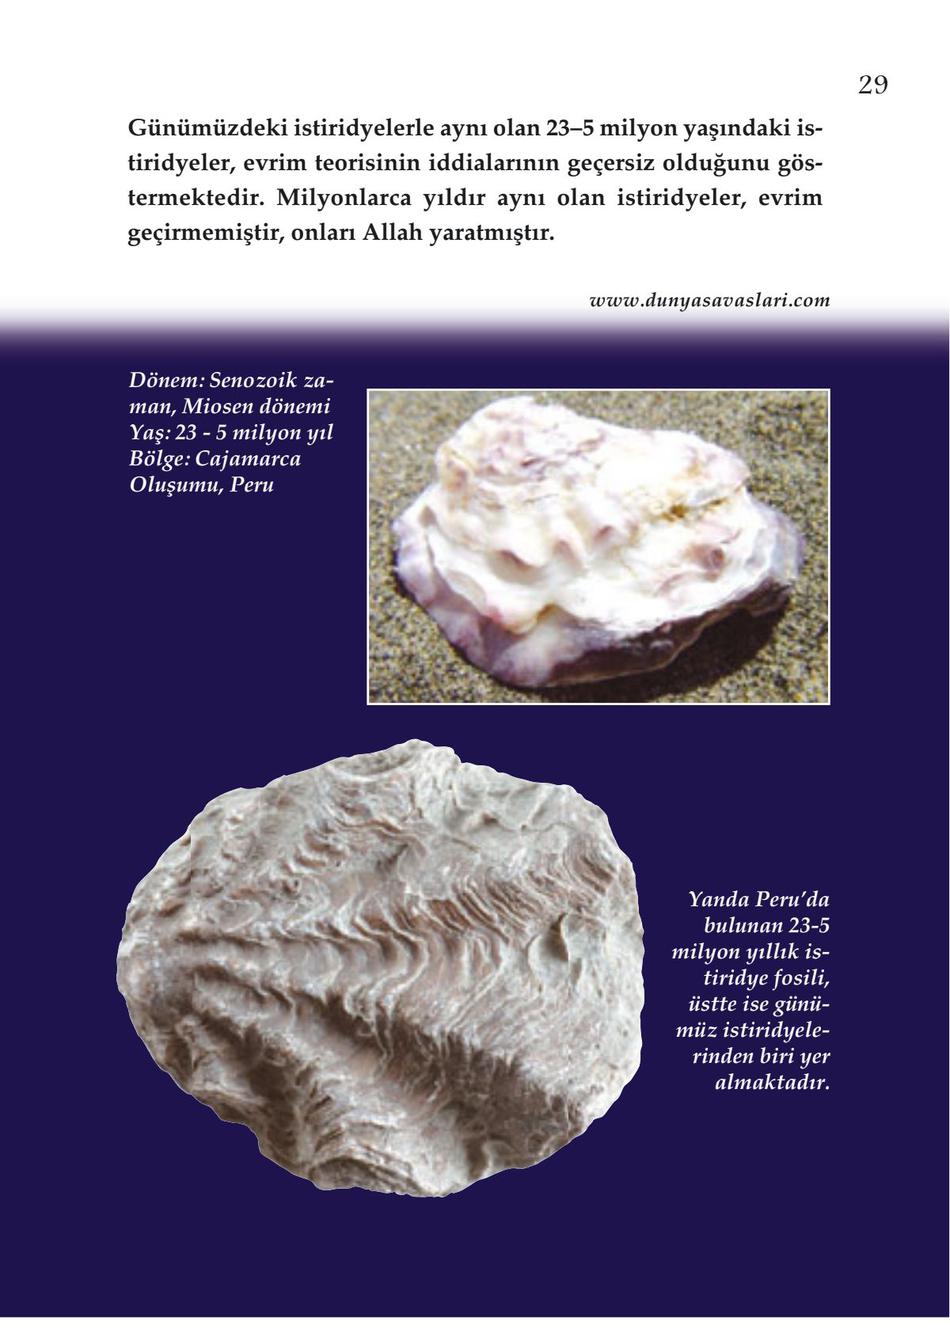 29
Günümüzdeki istiridyelerle aynı olan 23–5 milyon yaşındaki is-
tiridyeler, evrim teorisinin iddialarının geçersiz olduğunu gös-
termektedir. Milyonlarca yıldır aynı olan istiridyeler, evrim
geçirmemiştir, onları Allah yaratmıştır.
www.dunyasavaslari.com
Dönem: Senozoik za-
man, Miosen dönemi
Yaş: 23 - 5 milyon yıl
Bölge: Cajamarca
Oluşumu, Peru
Yanda Peru’da
bulunan 23-5
milyon yıllık is-
tiridye fosili,
üstte ise günü-
müz istiridyele-
rinden biri yer
almaktadır.